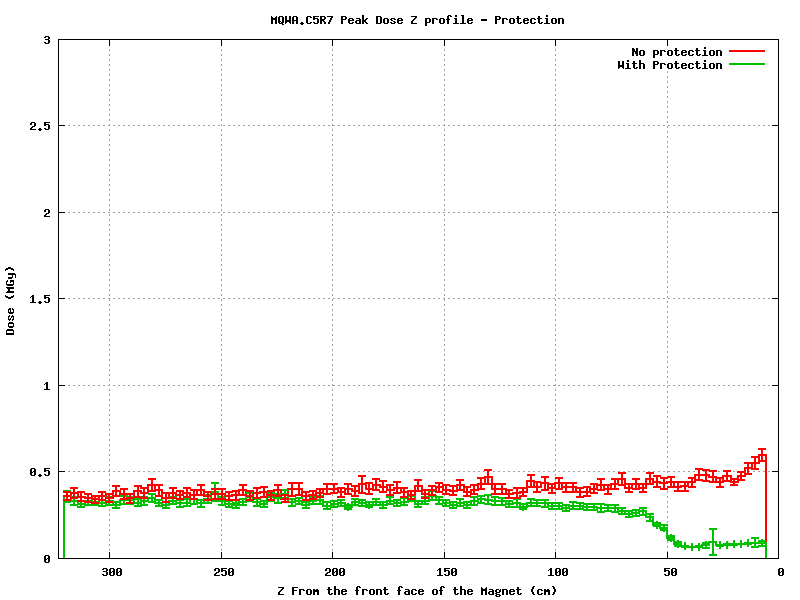 MQWA.C5R7 Peak Dose Z profile - Protection
No protection
With Protection
3
2.5
2
1.5
1
0.5
0
Dose (MGy)
300 250 200 150 100 50 0
Z From the front face of the Magnet (cm)